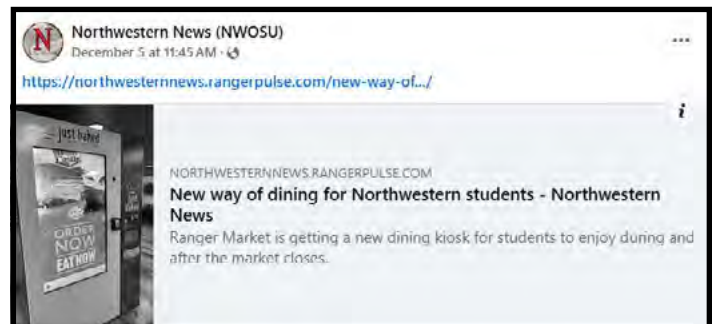 Northwestern News (NWOSU)
December 5 at 11:45 AM ·
https://northwesternnews.rangerpulse.com/new-way-of.../
NORTHWESTERNNEWS.RANGERPULSE.COM
New way of dining for Northwestern students - Northwestern
News
Ranger Market is getting a new dining kiosk for students to enjoy during and
after the market closes.
N
just baked
ORDER
NOW
EAT NOW
i